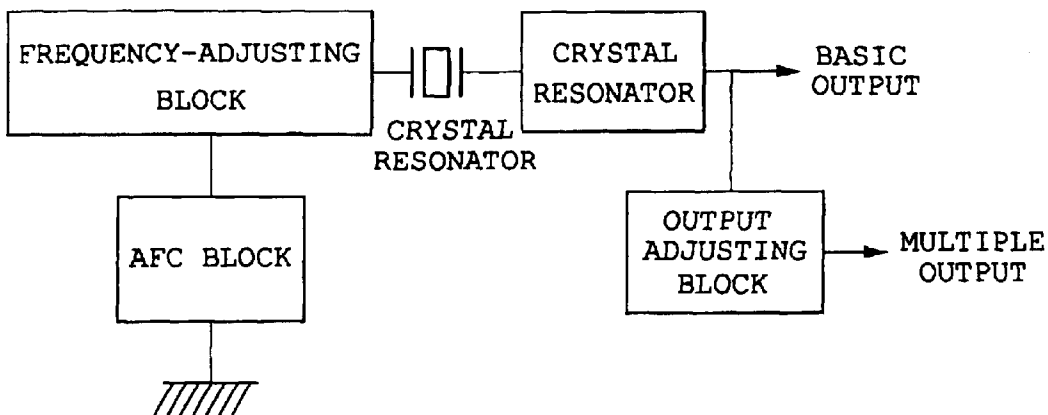 FREQUENCY-ADJUSTING
BLOCK
CRYSTAL
RESONATOR
CRYSTAL
RESONATOR
BASIC
OUTPUT
AFC BLOCK
OUTPUT
ADJUSTING
BLOCK
MULTIPLE
OUTPUT